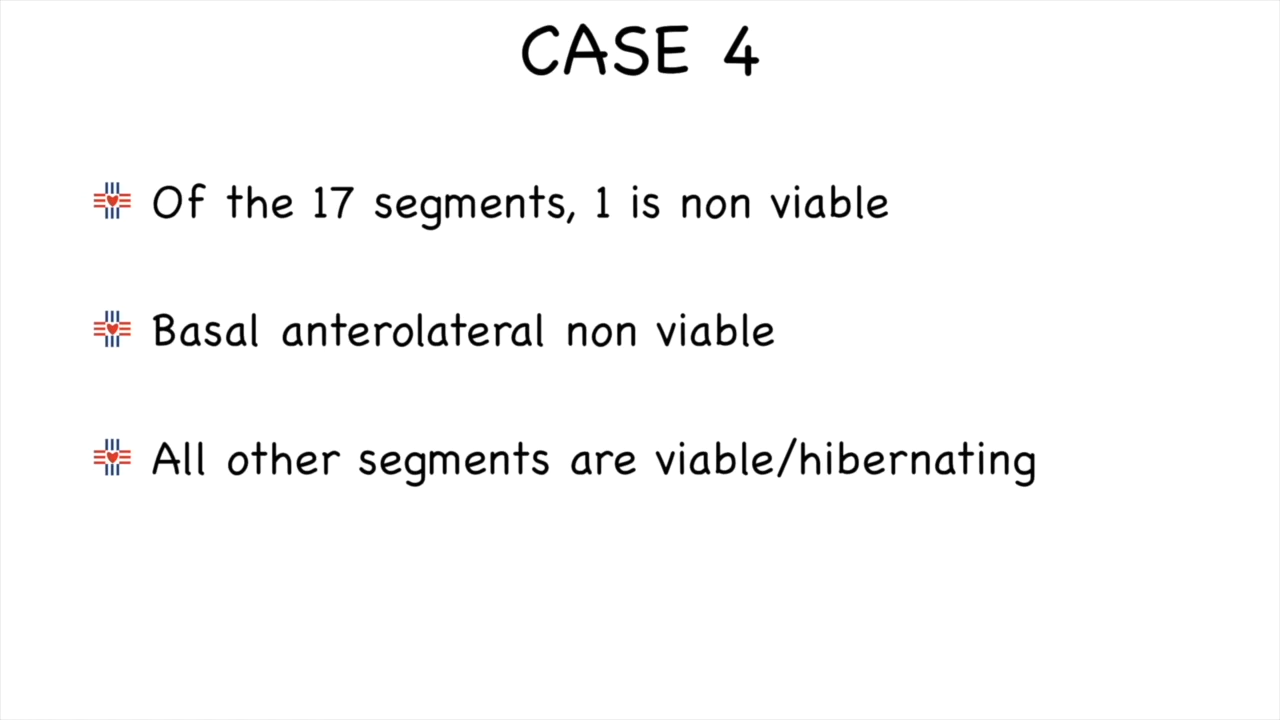 CASE 4
Of the 17 segments, 1 is non viable
Basal anterolateral non viable
All other segments are viable/hibernating